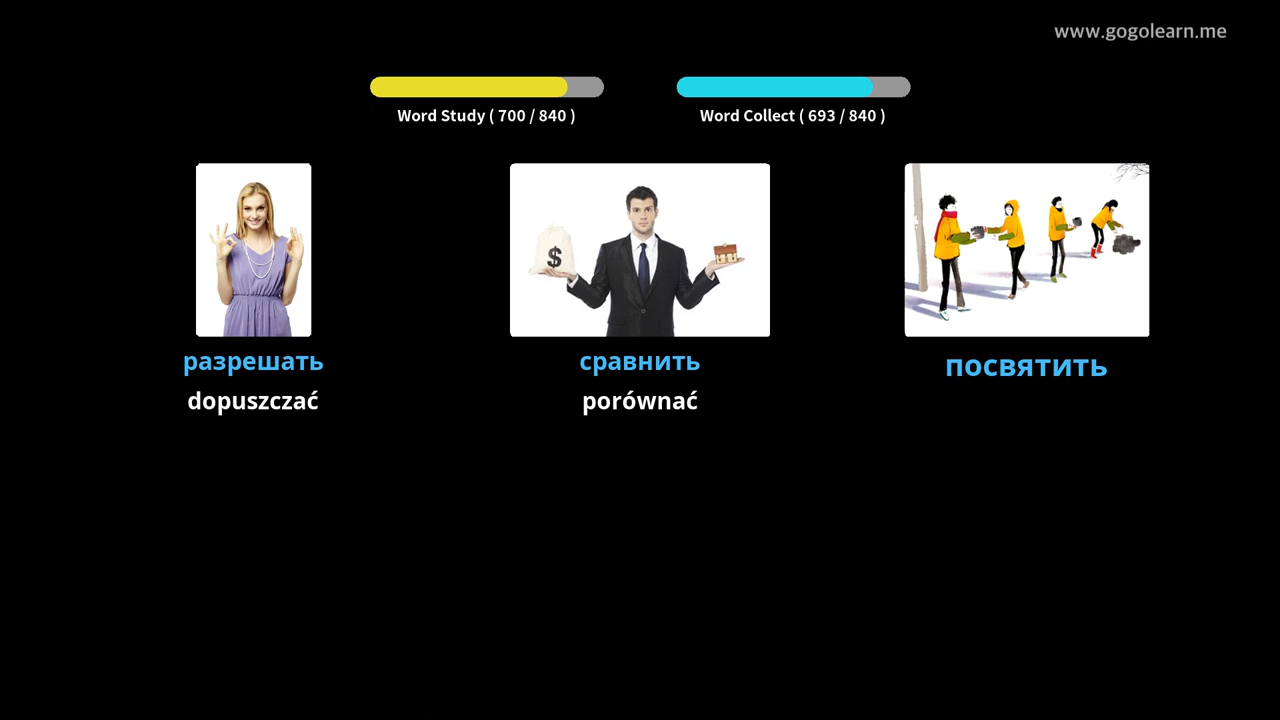 www.gogolearn.me
Word Study ( 700 / 840 )
Word Collect ( 693 / 840 )
$
разрешать
dopuszczać
сравнить
porównać
посвятить